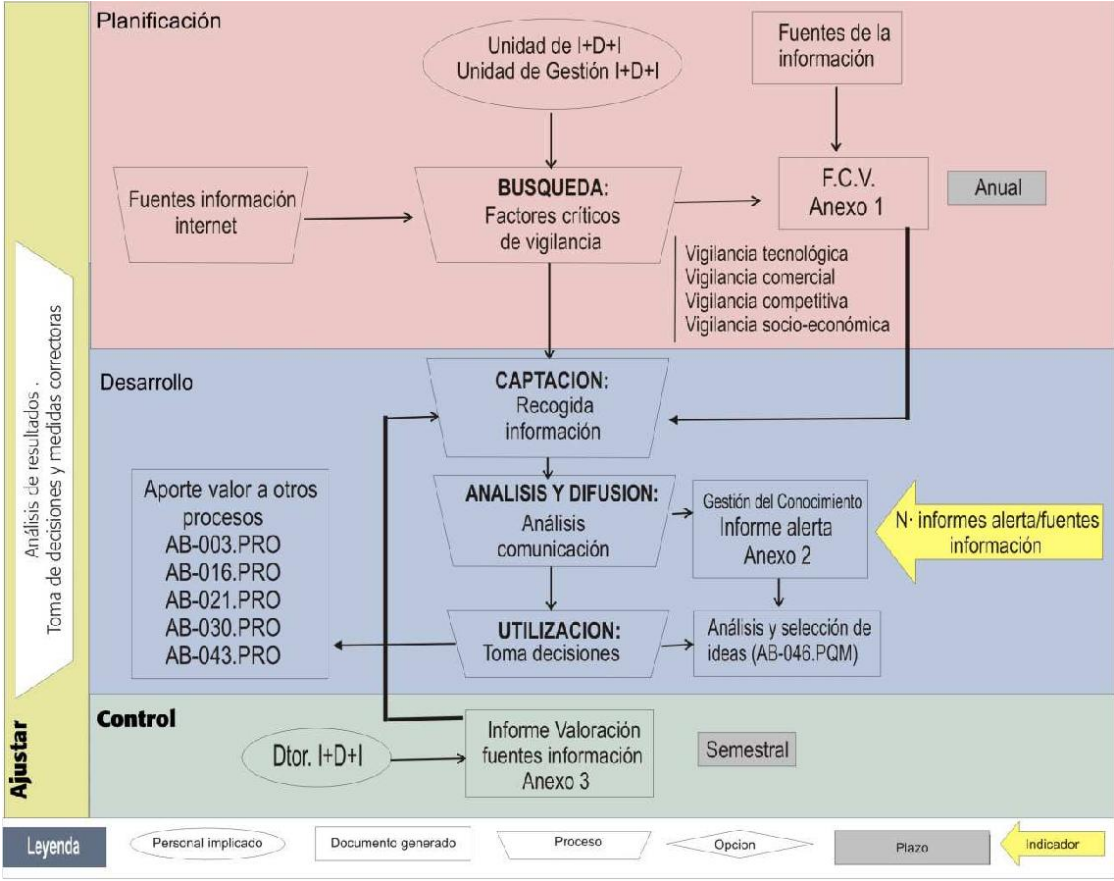 Planificación
Unidad de I+D+I
Unidad de Gestión I+D+I
Fuentes de la
información
Fuentes información
internet
BUSQUEDA:
Factores críticos
de vigilancia
F.C.V.
Anexo 1
Anual
Vigilancia tecnológica
Vigilancia comercial
Vigilancia competitiva
Vigilancia socio-económica
Análisis de resultados .
Toma de decisiones y medidas correctoras
Ajustar
Desarrollo
CAPTACION:
Recogida
información
Aporte valor a otros
procesos
AB-003.PRO
AB-016.PRO
AB-021.PRO
AB-030.PRO
AB-043.PRO
ANALISIS Y DIFUSION:
Análisis
comunicación
Gestión del Conocimiento
Informe alerta
Anexo 2
N· informes alerta/fuentes
información
UTILIZACION:
Toma decisiones
Análisis y selección de
ideas (AB-046.PQM)
Control
Dtor. I+D+I
Informe Valoración
fuentes información
Anexo 3
Semestral
Leyenda
Personal implicado
Documento generado
Proceso
Opcion
Plazo
Indicador